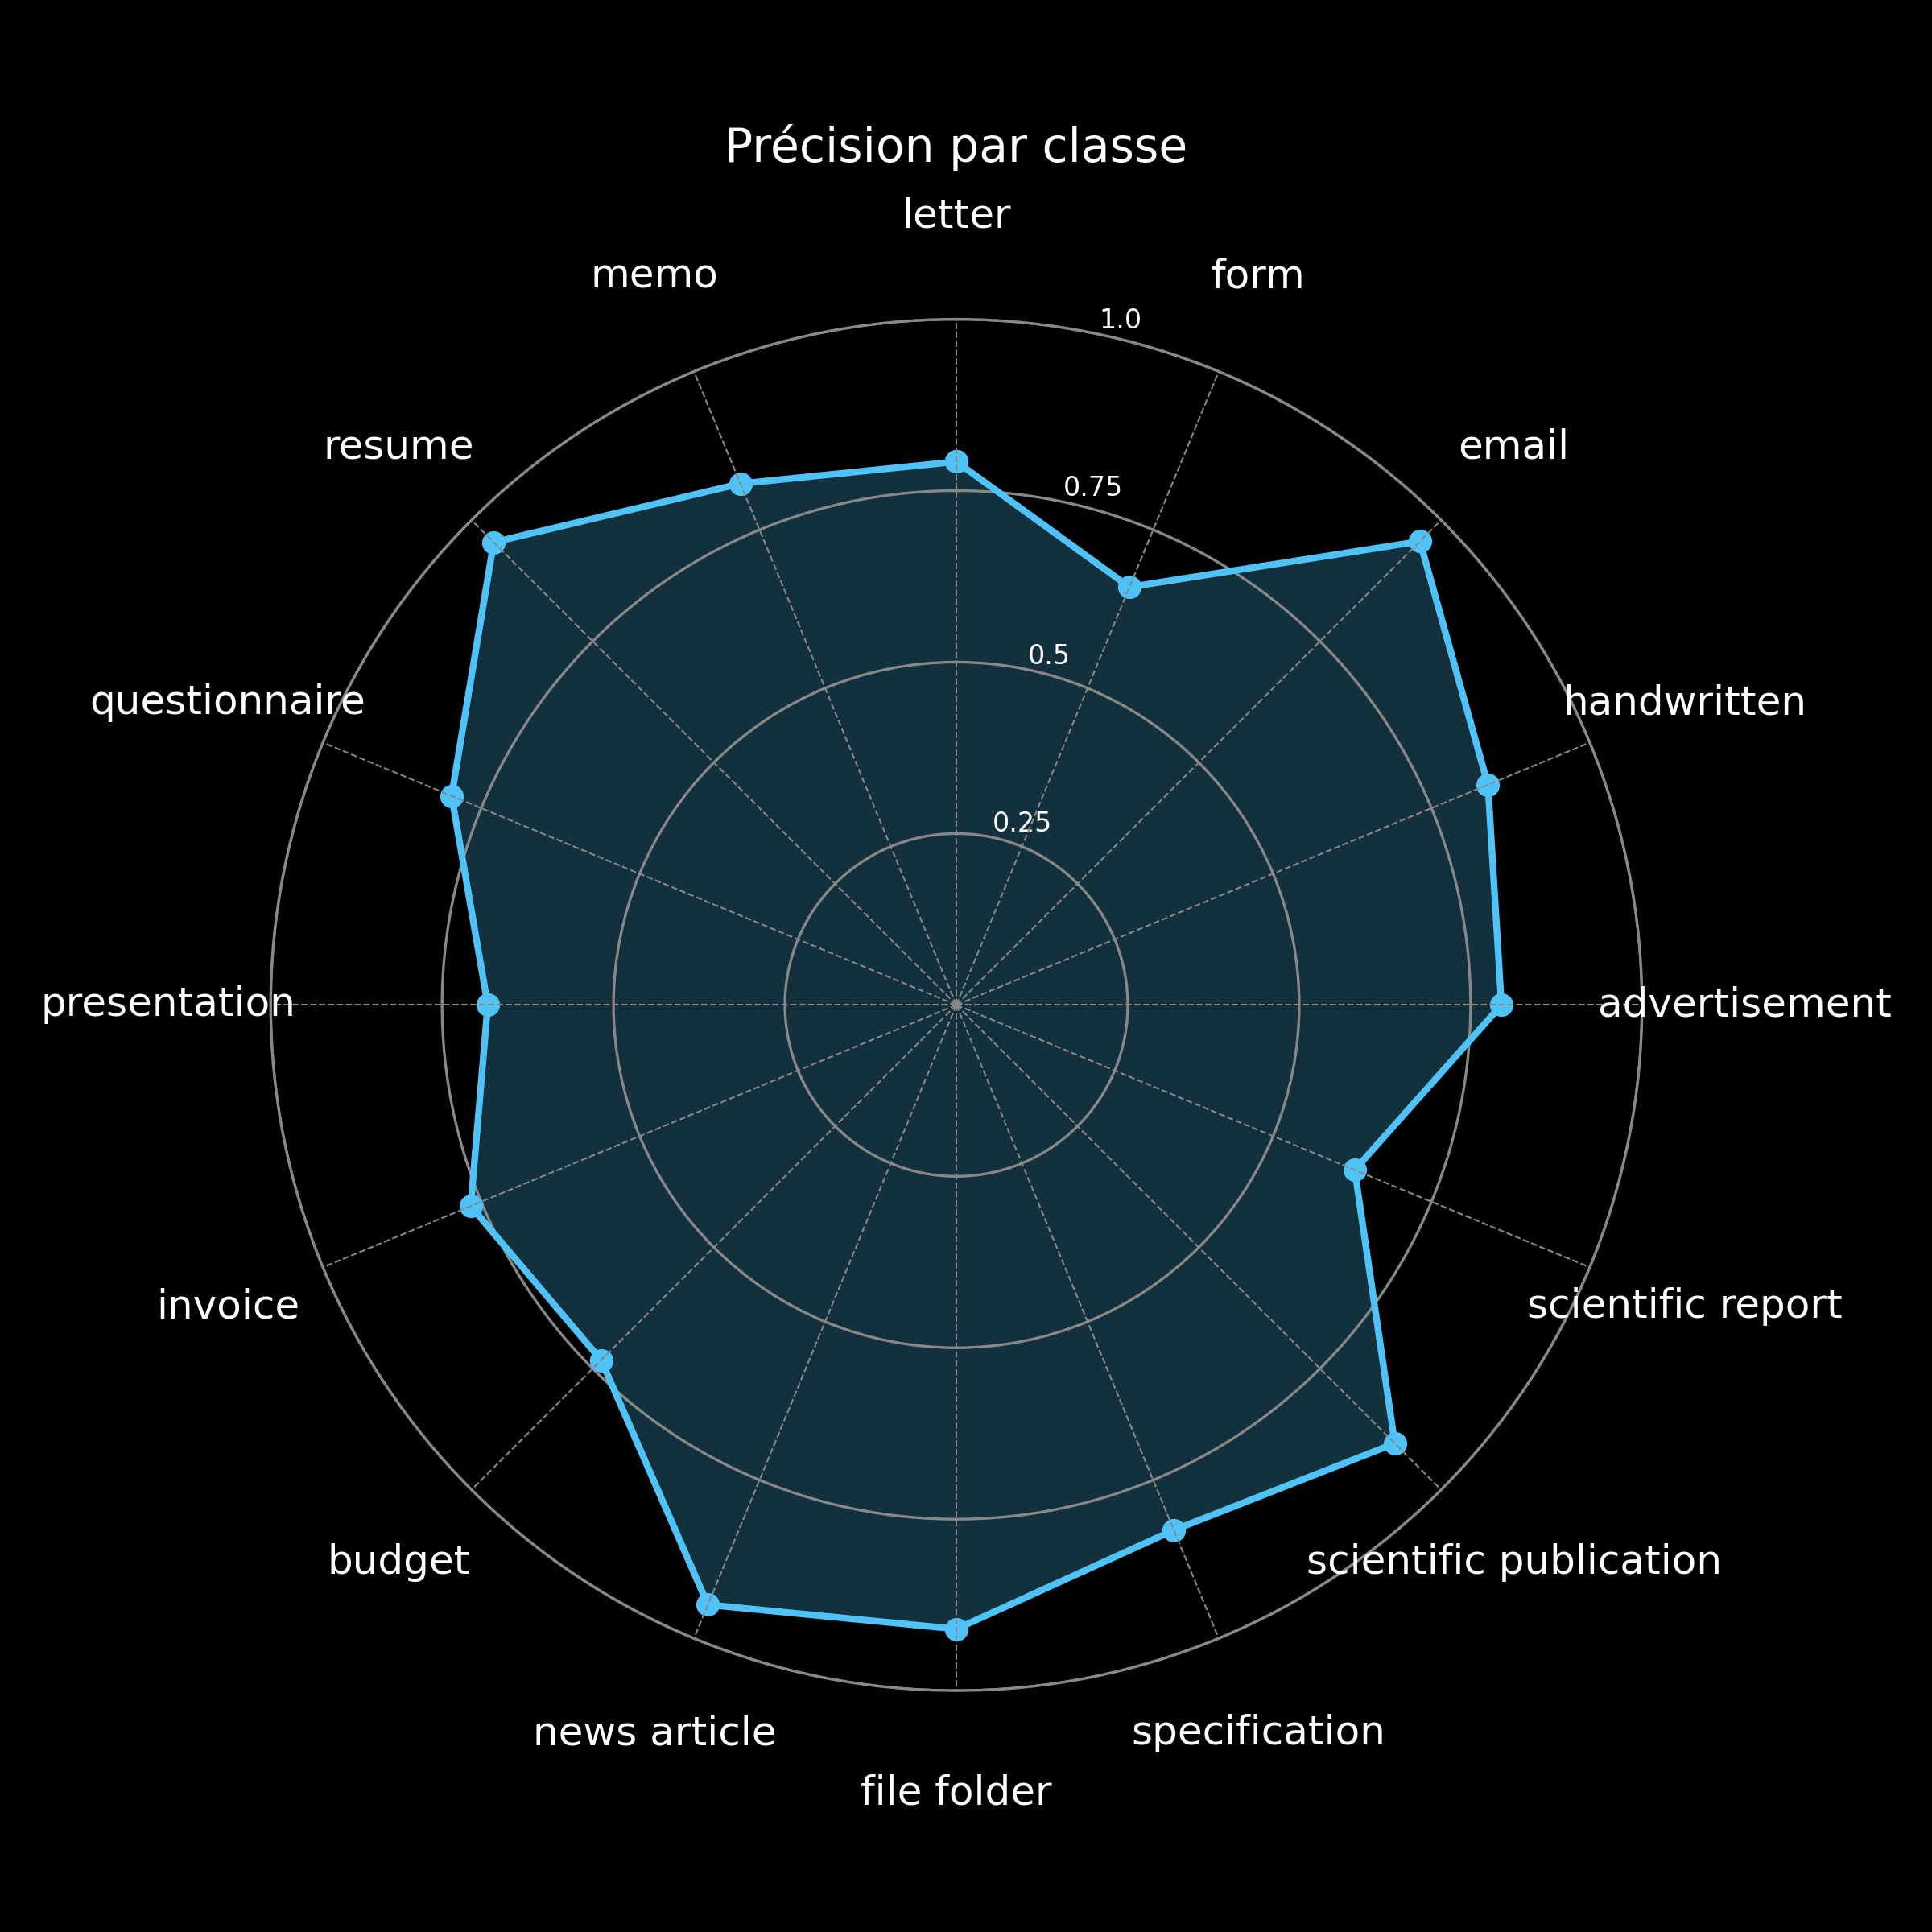 Précision par classe
letter
memo
form
1.0
resume
email
0.75
0.5
questionnaire
handwritten
0.25
presentation
advertisement
invoice
scientific report
budget
scientific publication
news article
specification
file folder